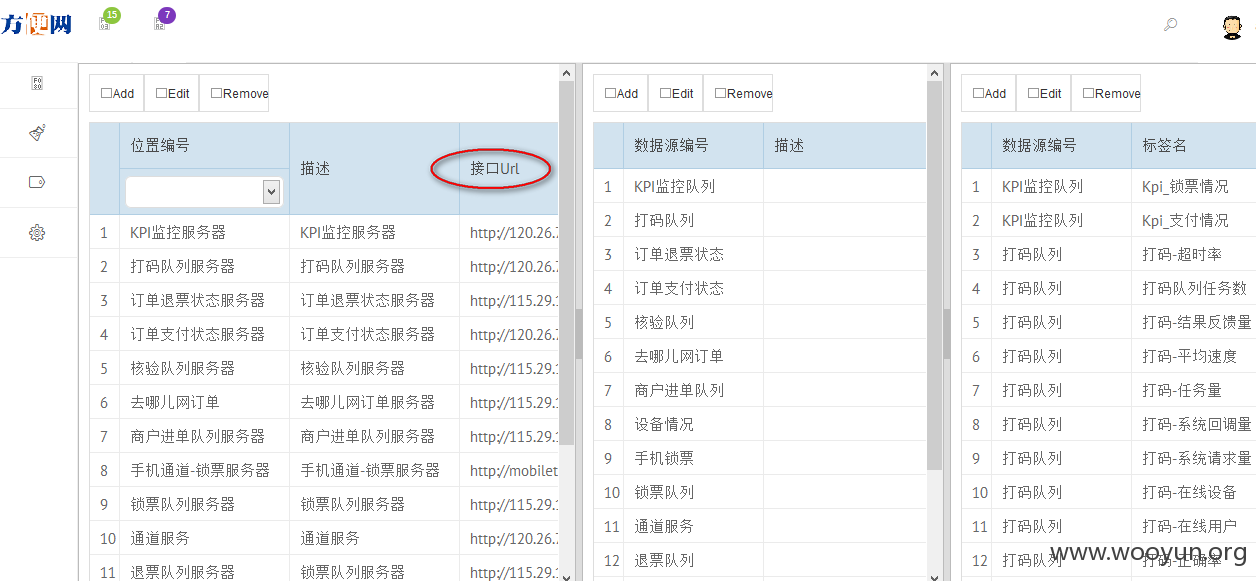 方便网
15
7
Add Edit Remove
位置编号 描述 接口Url
1 KPI监控服务器 KPI监控服务器 http://120.26.
2 打码队列服务器 打码队列服务器 http://120.26.
3 订单退票状态服务器 订单退票状态服务器 http://115.29.
4 订单支付状态服务器 订单支付状态服务器 http://115.29.
5 核验队列服务器 核验队列服务器 http://115.29.
6 去哪儿网订单 去哪儿网订单服务器 http://115.29.
7 商户进单队列服务器 商户进单队列服务器 http://115.29.
8 手机通道-锁票服务器 手机通道-锁票服务器 http://mobilet
9 锁票队列服务器 锁票队列服务器 http://115.29.
10 通道服务 通道服务 http://120.26.
11 退票队列服务器 锁票队列服务器 http://115.29.
Add Edit Remove
数据源编号 描述
1 KPI监控队列
2 打码队列
3 订单退票状态
4 订单支付状态
5 核验队列
6 去哪儿网订单
7 商户进单队列
8 设备情况
9 手机锁票
10 锁票队列
11 通道服务
12 退票队列
Add Edit Remove
数据源编号 标签名
1 KPI监控队列 Kpi_锁票情况
2 KPI监控队列 Kpi_支付情况
3 打码队列 打码-超时率
4 打码队列 打码队列任务数
5 打码队列 打码-结果反馈量
6 打码队列 打码-平均速度
7 打码队列 打码-任务量
8 打码队列 打码-系统回调量
9 打码队列 打码-系统请求量
10 打码队列 打码-在线设备
11 打码队列 打码-在线用户
12 打码队列 打码-正确率
www.wooyun.org